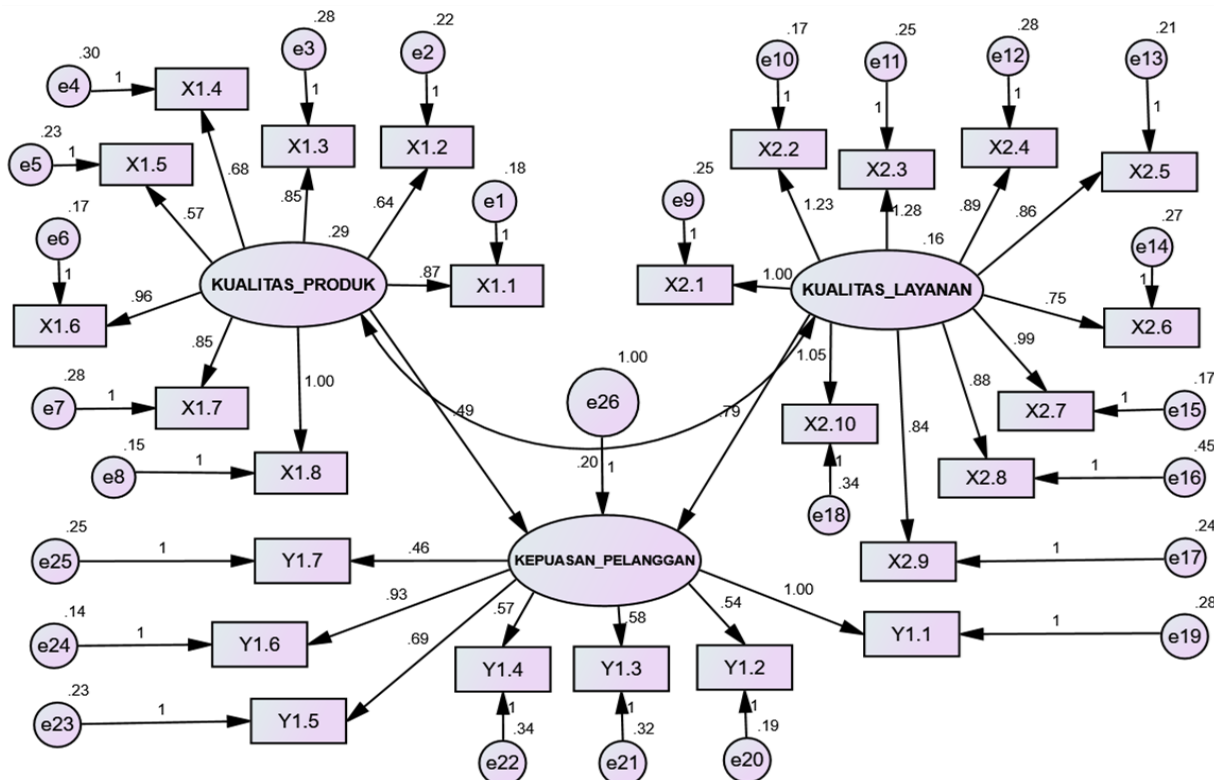 .30
e4
1
X1.4
.28
e3
1
X1.3
.22
e2
1
X1.2
.23
e5
1
X1.5
.68
.85
.64
.57
.18
e1
1
X1.1
.87
.17
e6
1
X1.6
.96
.29
KUALITAS_PRODUK
.85
1.00
.28
e7
1
X1.7
.15
e8
1
X1.8
.17
e10
1
X2.2
.25
e11
1
X2.3
.28
e12
1
X2.4
.21
e13
1
X2.5
.25
e9
1
X2.1
1.23
1.28
.89
.86
1.00
.16
KUALITAS_LAYANAN
.27
e14
1
X2.6
.75
.99
.88
.84
1.05
X2.7
1
.17
e15
X2.8
1
.45
e16
X2.10
1
.34
e18
X2.9
1
.24
e17
1.00
e26
.49
.79
.20
1
KEPUASAN_PELANGGAN
.25
e25
1
Y1.7
.46
.14
e24
1
Y1.6
.93
.23
e23
1
Y1.5
.69
.57
.58
.54
1.00
Y1.4
Y1.3
Y1.2
Y1.1
1
.28
e19
1
.34
e22
1
.32
e21
1
.19
e20